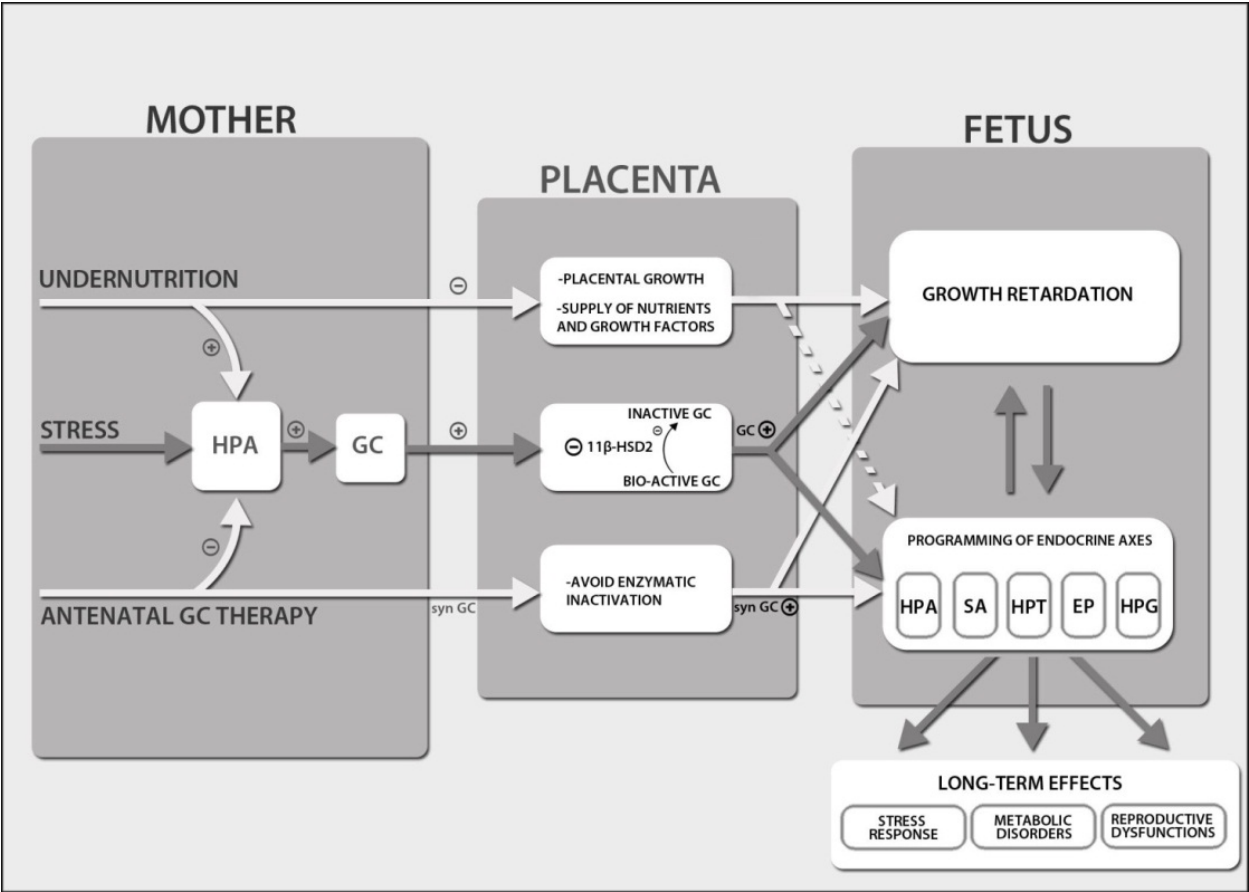 MOTHER
FETUS
PLACENTA
UNDERNUTRITION
⊖
-PLACENTAL GROWTH
-SUPPLY OF NUTRIENTS
AND GROWTH FACTORS
GROWTH RETARDATION
⊕
STRESS
HPA
⊕
GC
⊕
INACTIVE GC
⊖ 11β-HSD2
⊖
BIO-ACTIVE GC
GC ⊕
⊖
ANTENATAL GC THERAPY
syn GC
-AVOID ENZYMATIC
INACTIVATION
syn GC ⊕
PROGRAMMING OF ENDOCRINE AXES
HPA
SA
HPT
EP
HPG
LONG-TERM EFFECTS
STRESS
RESPONSE
METABOLIC
DISORDERS
REPRODUCTIVE
DYSFUNCTIONS